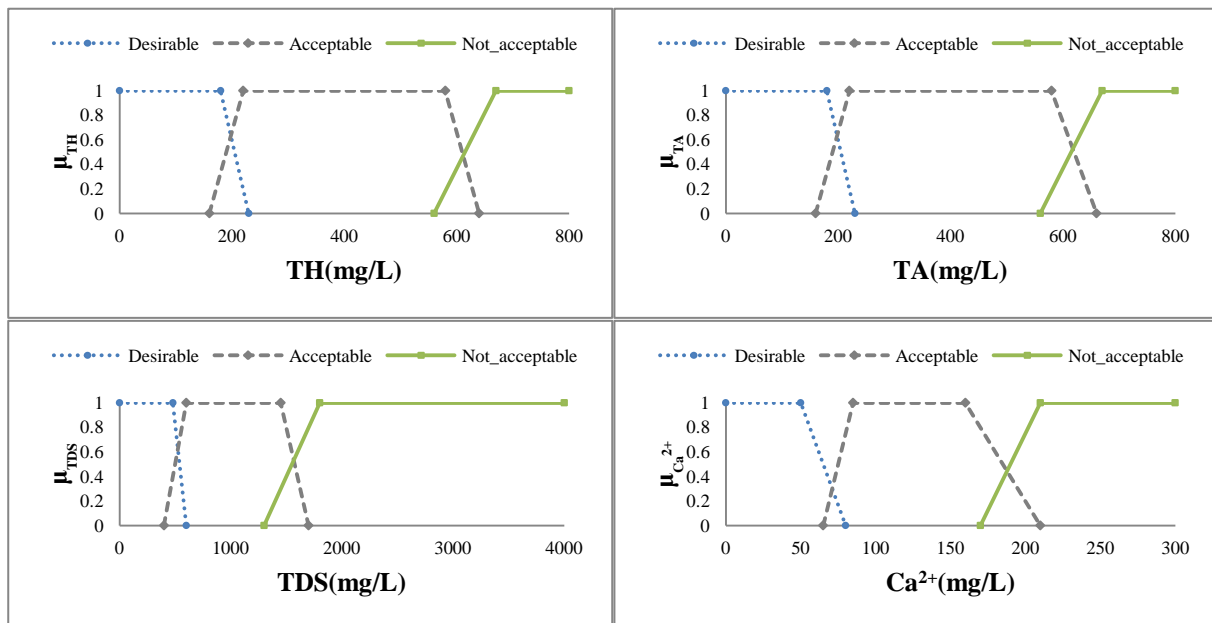 Desirable Acceptable Not_acceptable
1
0.8
0.6
0.4
0.2
0
μTH
0 200 400 600 800
TH(mg/L)
Desirable Acceptable Not_acceptable
1
0.8
0.6
0.4
0.2
0
μTA
0 200 400 600 800
TA(mg/L)
Desirable Acceptable Not_acceptable
1
0.8
0.6
0.4
0.2
0
μTDS
0 1000 2000 3000 4000
TDS(mg/L)
Desirable Acceptable Not_acceptable
1
0.8
0.6
0.4
0.2
0
μCa²⁺
0 50 100 150 200 250 300
Ca²⁺(mg/L)